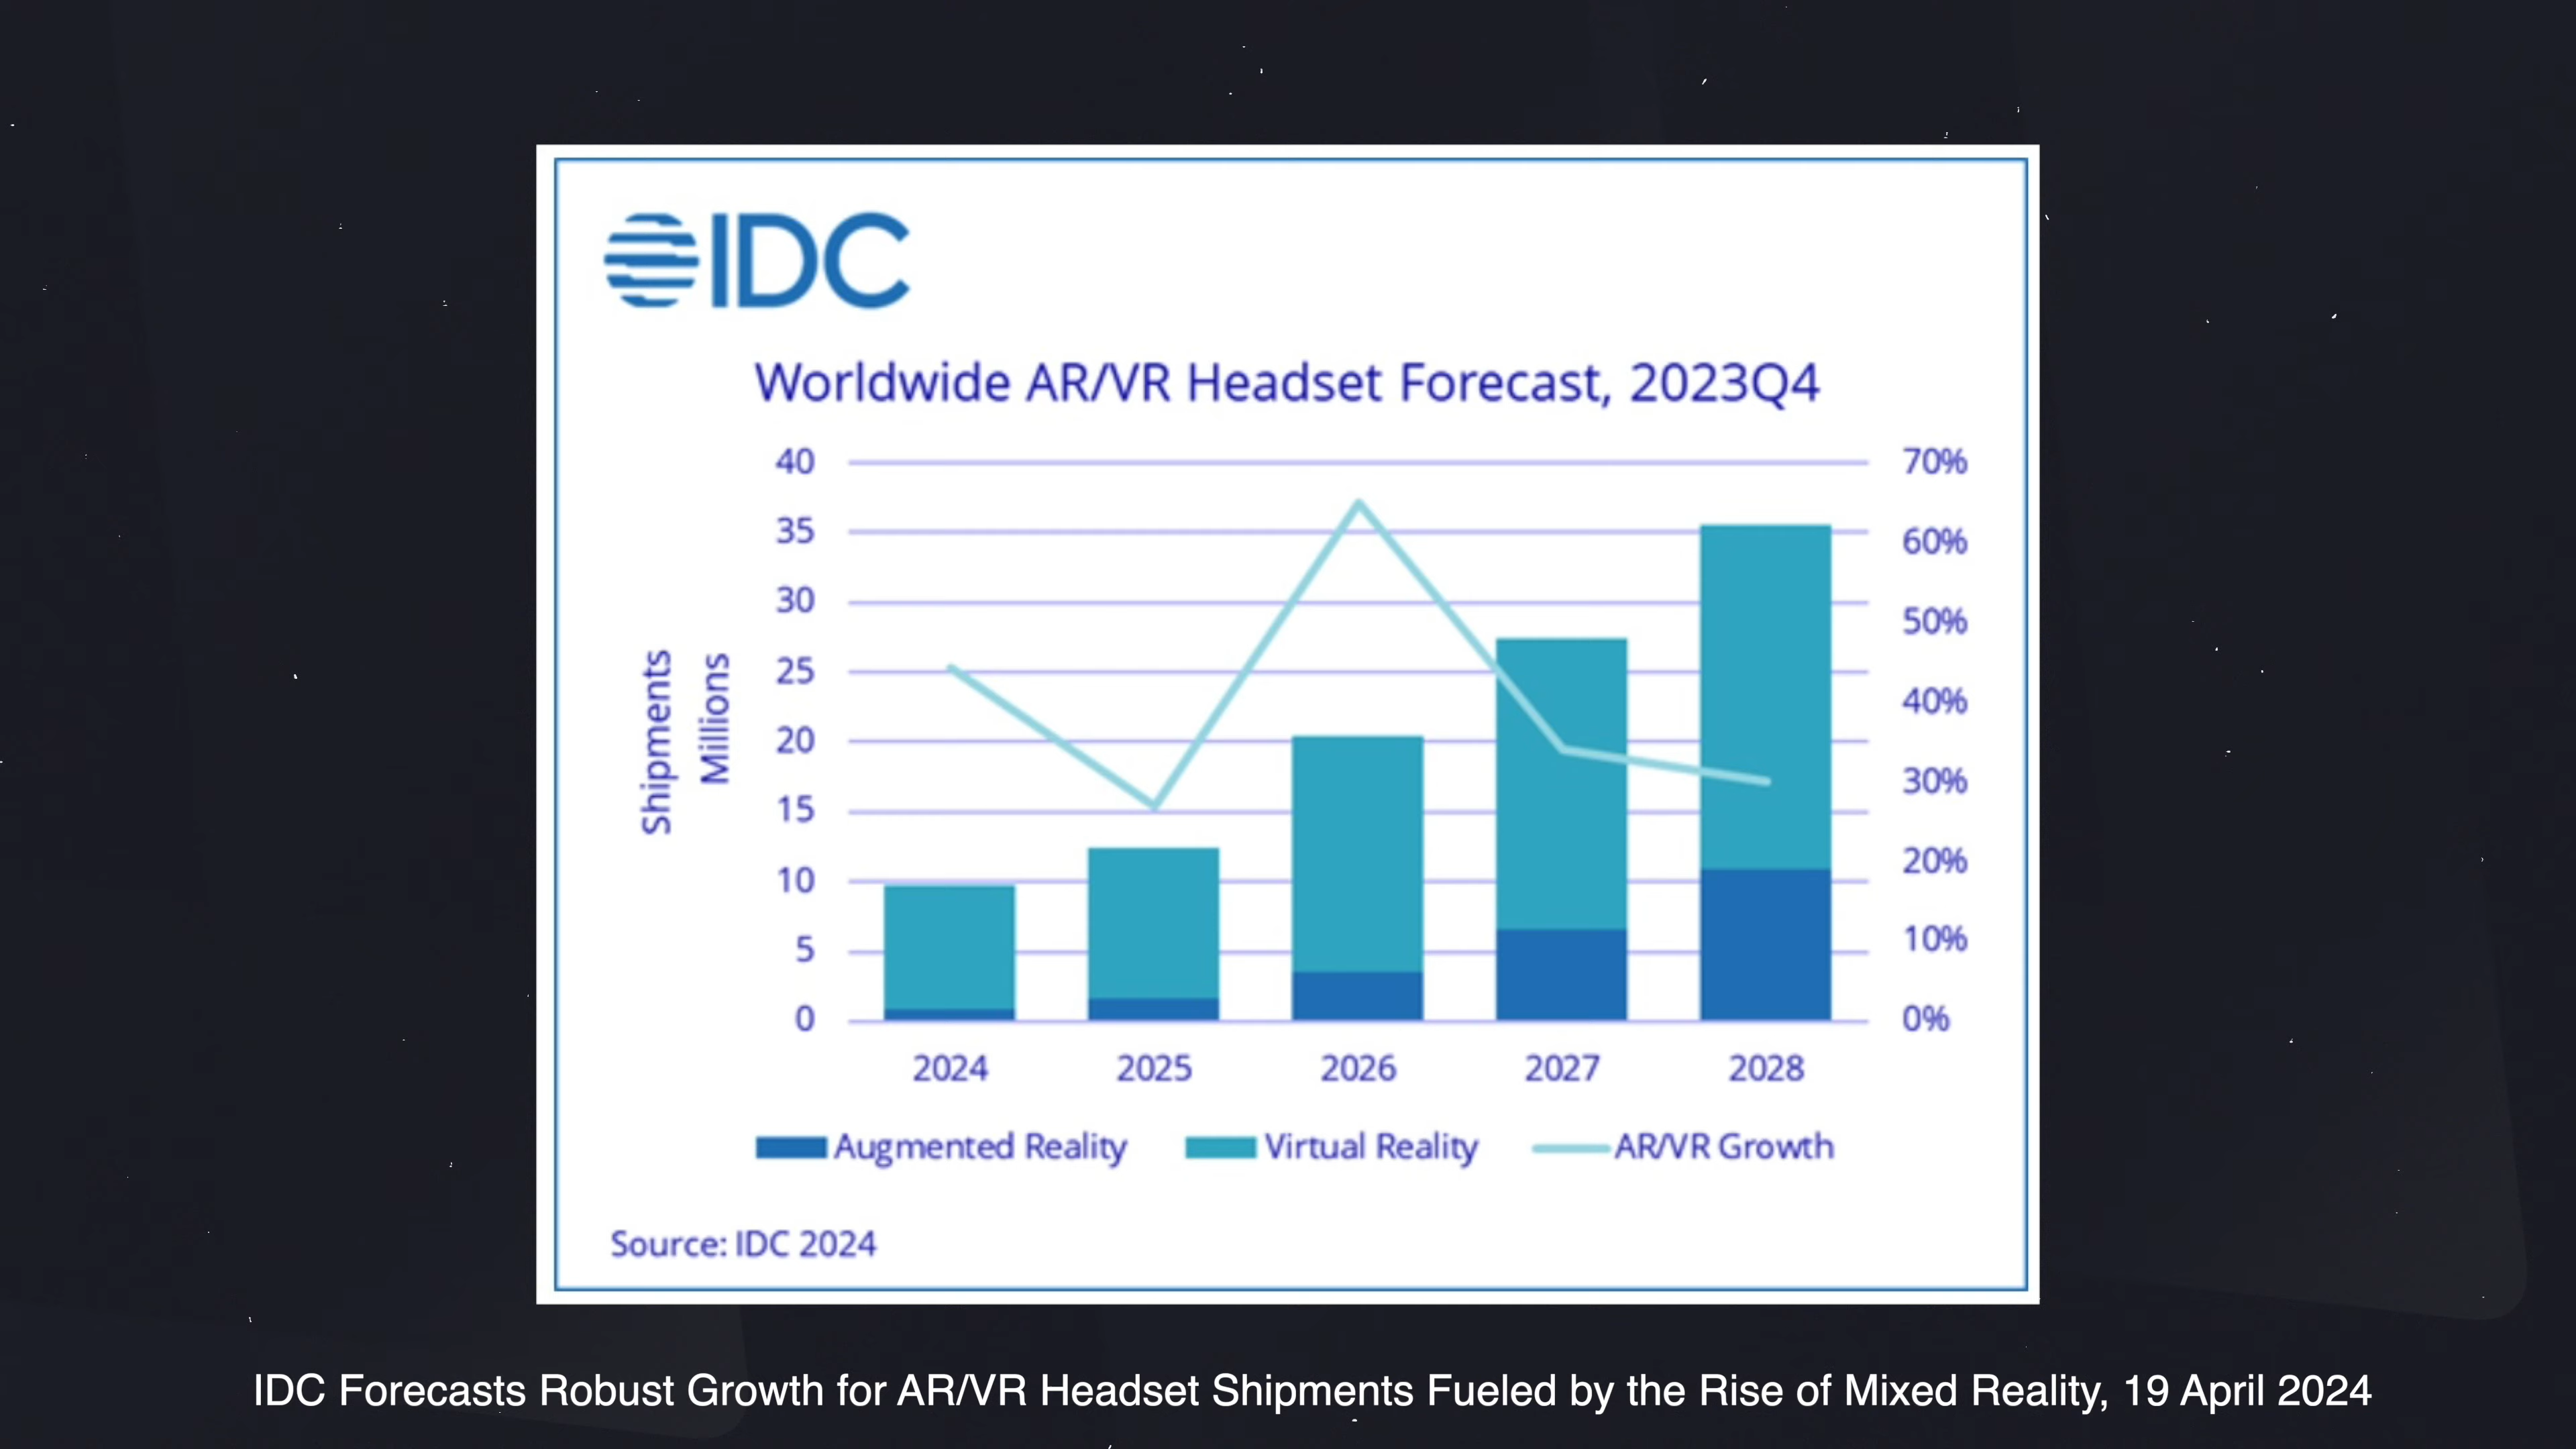 IDC
Worldwide AR/VR Headset Forecast, 2023Q4
Shipments
Millions
40
35
30
25
20
15
10
5
0
70%
60%
50%
40%
30%
20%
10%
0%
2024 2025 2026 2027 2028
Augmented Reality Virtual Reality AR/VR Growth
Source: IDC 2024
IDC Forecasts Robust Growth for AR/VR Headset Shipments Fueled by the Rise of Mixed Reality, 19 April 2024